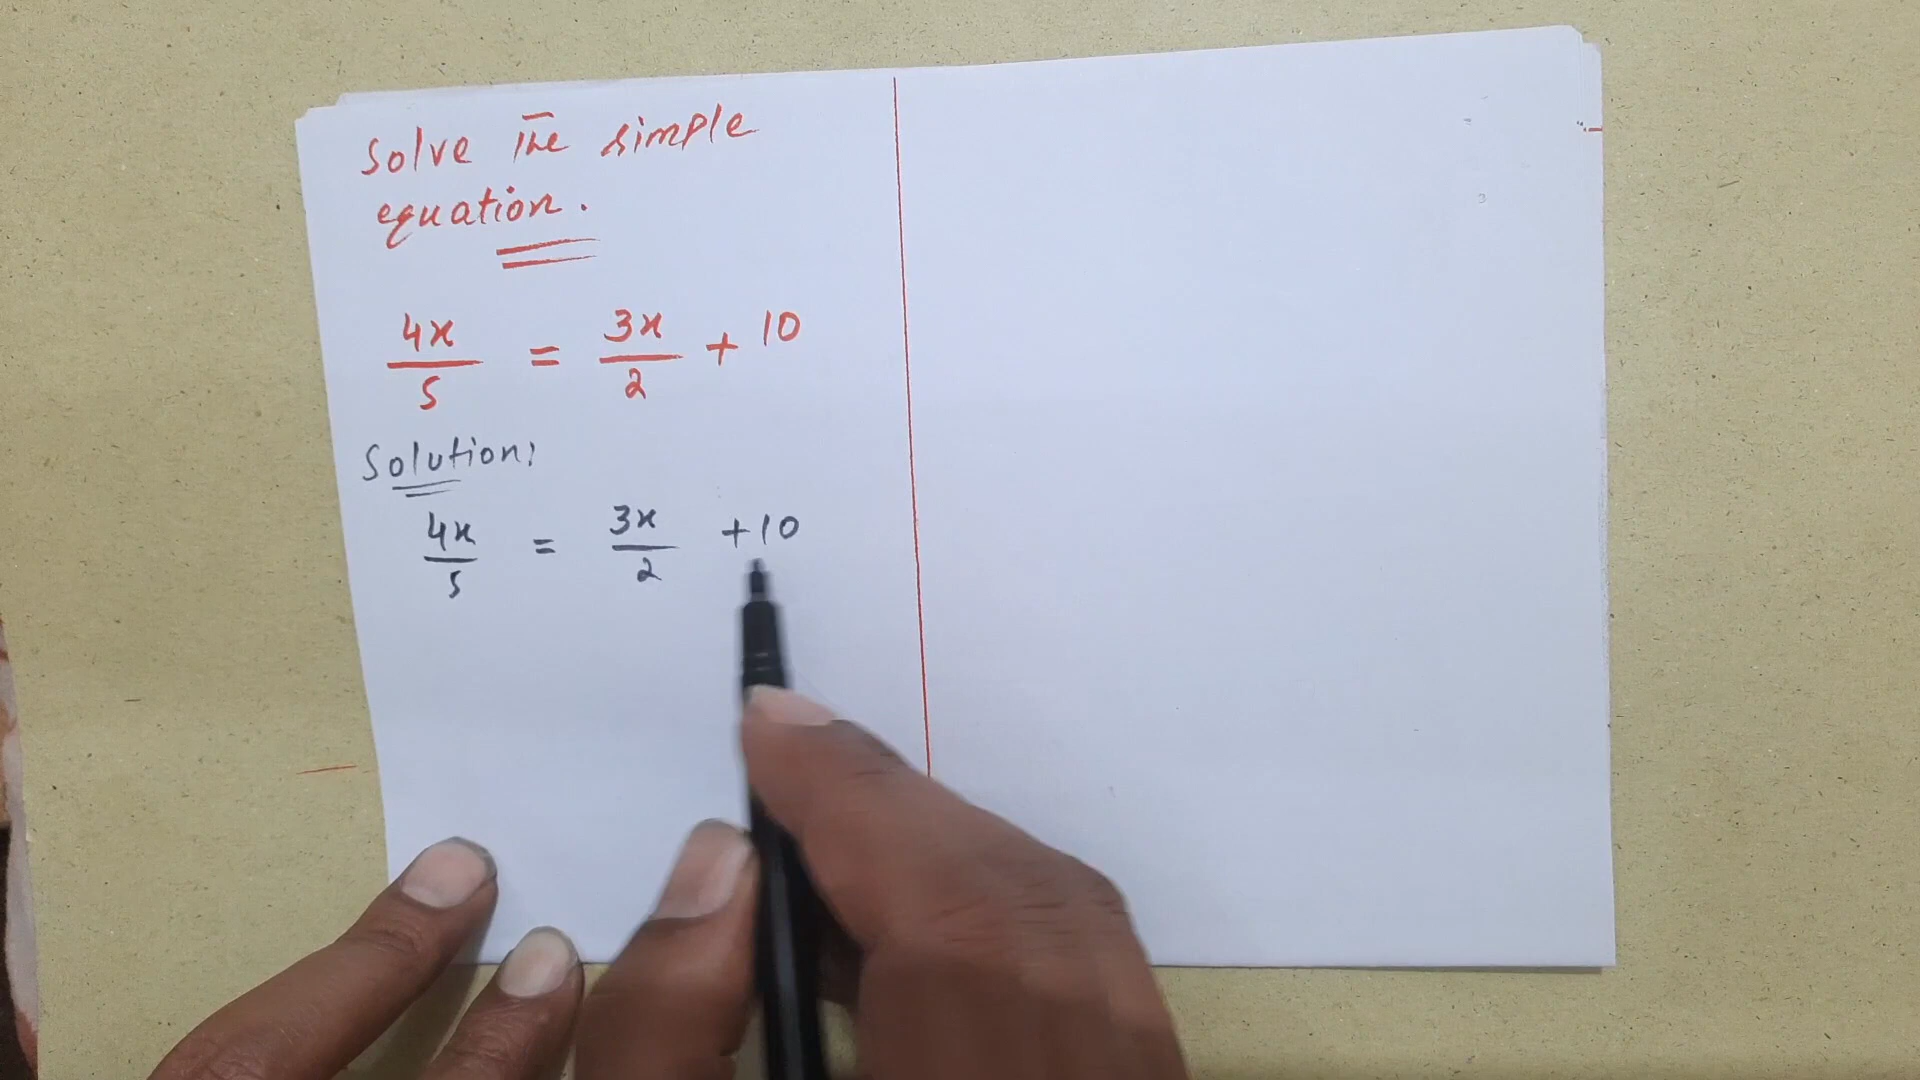 Solve the simple
equation.
4x/5 = 3x/2 + 10
Solution:
4x/5 = 3x/2 +10